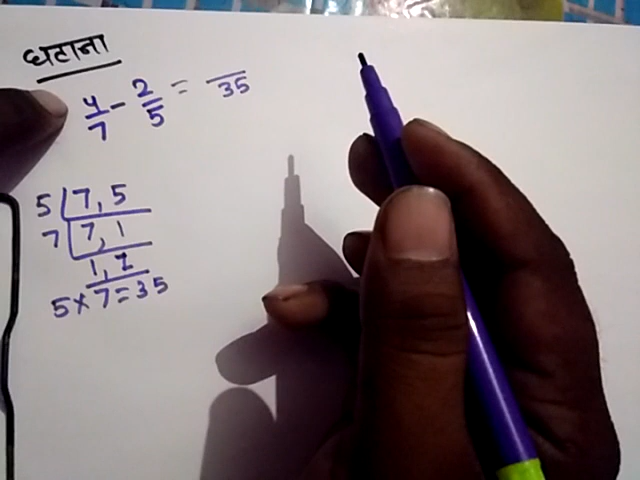 घटाना
4/7 - 2/5 = /35
5 | 7, 5
7 | 7, 1
1, 1
5 × 7 = 35